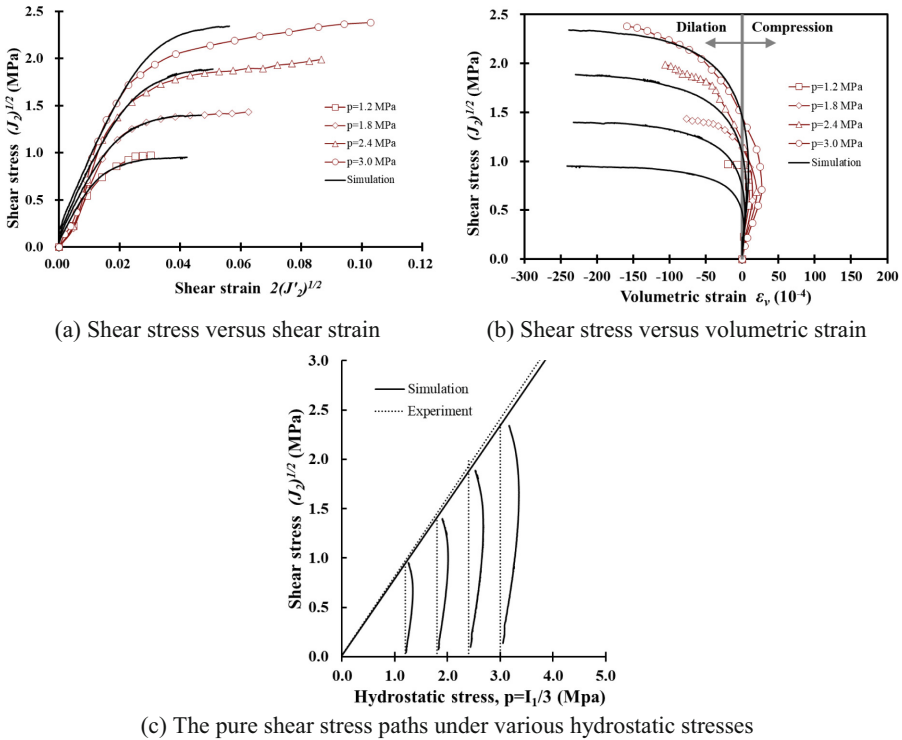 2.5
2.0
1.5
1.0
0.5
0.0
Shear stress (J₂)^1/2 (MPa)
p=1.2 MPa
p=1.8 MPa
p=2.4 MPa
p=3.0 MPa
Simulation
0.00 0.02 0.04 0.06 0.08 0.10 0.12
Shear strain 2(J'₂)^1/2
(a) Shear stress versus shear strain
2.5
2.0
1.5
1.0
0.5
0.0
Shear stress (J₂)^1/2 (MPa)
Dilation Compression
p=1.2 MPa
p=1.8 MPa
p=2.4 MPa
p=3.0 MPa
Simulation
-300 -250 -200 -150 -100 -50 0 50 100 150 200
Volumetric strain εᵥ (10⁻⁴)
(b) Shear stress versus volumetric strain
3.0
2.5
2.0
1.5
1.0
0.5
0.0
Shear stress (J₂)^1/2 (MPa)
Simulation
Experiment
0.0 1.0 2.0 3.0 4.0 5.0
Hydrostatic stress, p=I₁/3 (Mpa)
(c) The pure shear stress paths under various hydrostatic stresses